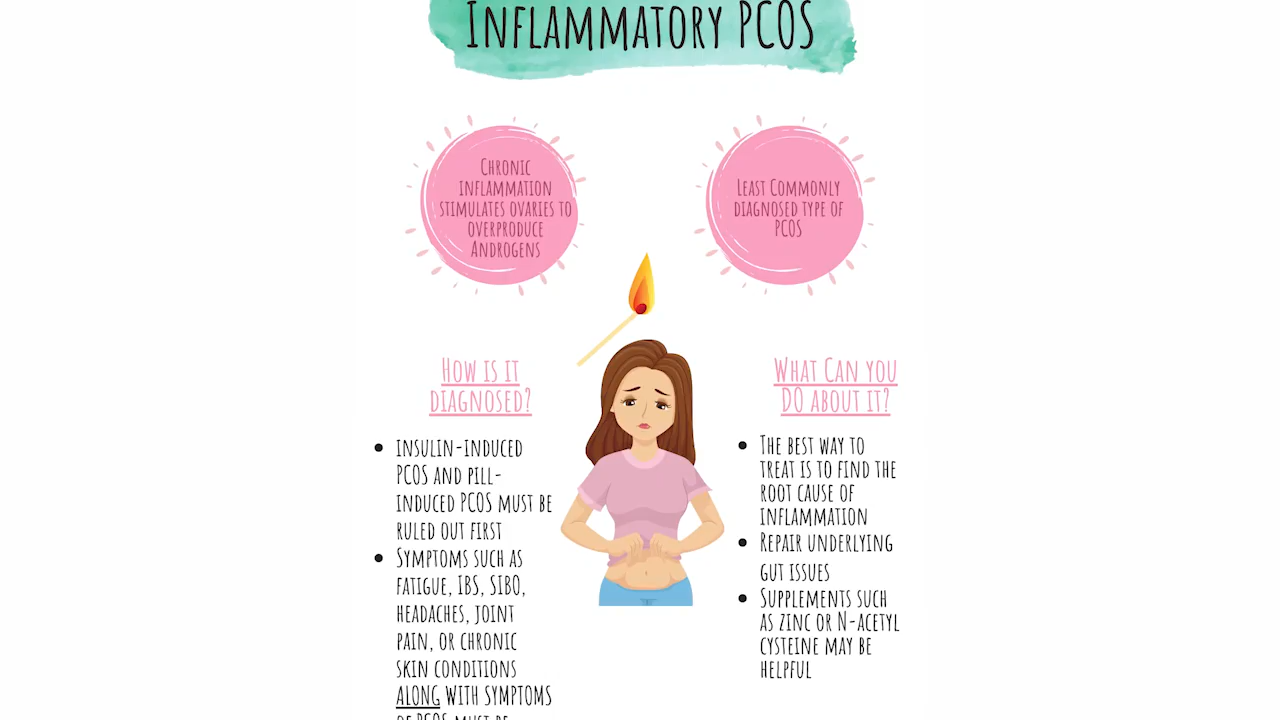 Inflammatory PCOS
Chronic
inflammation
stimulates ovaries to
overproduce
Androgens
Least Commonly
diagnosed type of
PCOS
How is it
diagnosed?
insulin-induced
PCOS and pill-
induced PCOS must be
ruled out first
Symptoms such as
fatigue, IBS, SIBO,
headaches, joint
pain, or chronic
skin conditions
ALONG with symptoms
of PCOS must be
What Can you
do about it?
The best way to
treat is to find the
root cause of
inflammation
Repair underlying
gut issues
Supplements such
as zinc or N-acetyl
cysteine may be
helpful